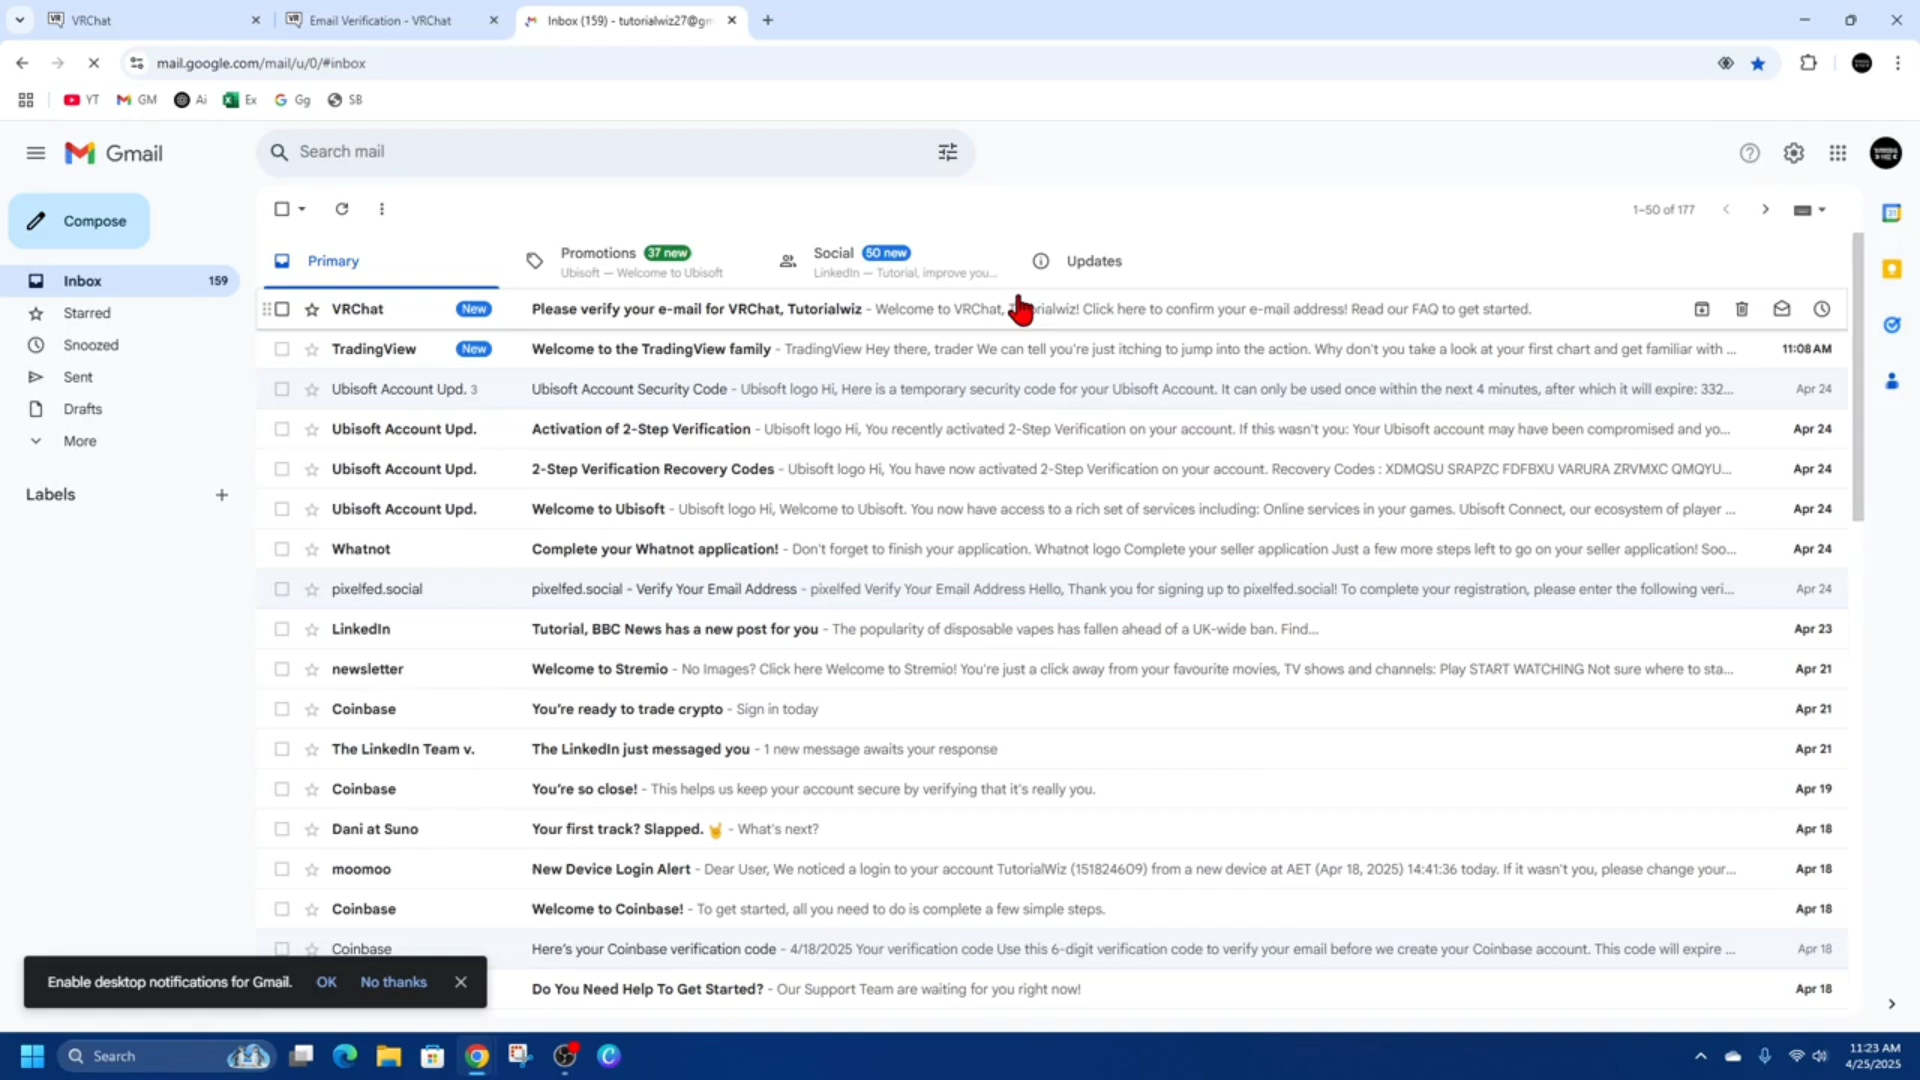 VRChat
Email Verification - VRChat
Inbox (159) - tutorialwiz27@gm
mail.google.com/mail/u/0/#inbox
YT GM Ai Ex Gg SB
Gmail
Search mail
Compose
1–50 of 177
Inbox 159
Starred
Snoozed
Sent
Drafts
More
Labels
Primary
Promotions 37 new
Ubisoft — Welcome to Ubisoft
Social 50 new
LinkedIn — Tutorial, improve you...
Updates
VRChat New Please verify your e-mail for VRChat, Tutorialwiz - Welcome to VRChat, Tutorialwiz! Click here to confirm your e-mail address! Read our FAQ to get started.
TradingView New Welcome to the TradingView family - TradingView Hey there, trader We can tell you're just itching to jump into the action. Why don't you take a look at your first chart and get familiar with ... 11:08 AM
Ubisoft Account Upd. 3 Ubisoft Account Security Code - Ubisoft logo Hi, Here is a temporary security code for your Ubisoft Account. It can only be used once within the next 4 minutes, after which it will expire: 332... Apr 24
Ubisoft Account Upd. Activation of 2-Step Verification - Ubisoft logo Hi, You recently activated 2-Step Verification on your account. If this wasn't you: Your Ubisoft account may have been compromised and yo... Apr 24
Ubisoft Account Upd. 2-Step Verification Recovery Codes - Ubisoft logo Hi, You have now activated 2-Step Verification on your account. Recovery Codes : XDMQSU SRAPZC FDFBXU VARURA ZRVMXC QMQYU... Apr 24
Ubisoft Account Upd. Welcome to Ubisoft - Ubisoft logo Hi, Welcome to Ubisoft. You now have access to a rich set of services including: Online services in your games. Ubisoft Connect, our ecosystem of player ... Apr 24
Whatnot Complete your Whatnot application! - Don't forget to finish your application. Whatnot logo Complete your seller application Just a few more steps left to go on your seller application! Soo... Apr 24
pixelfed.social pixelfed.social - Verify Your Email Address - pixelfed Verify Your Email Address Hello, Thank you for signing up to pixelfed.social! To complete your registration, please enter the following veri... Apr 24
LinkedIn Tutorial, BBC News has a new post for you - The popularity of disposable vapes has fallen ahead of a UK-wide ban. Find... Apr 23
newsletter Welcome to Stremio - No Images? Click here Welcome to Stremio! You're just a click away from your favourite movies, TV shows and channels: Play START WATCHING Not sure where to sta... Apr 21
Coinbase You're ready to trade crypto - Sign in today Apr 21
The LinkedIn Team v. The LinkedIn just messaged you - 1 new message awaits your response Apr 21
Coinbase You're so close! - This helps us keep your account secure by verifying that it's really you. Apr 19
Dani at Suno Your first track? Slapped. 🤘 - What's next? Apr 18
moomoo New Device Login Alert - Dear User, We noticed a login to your account TutorialWiz (151824609) from a new device at AET (Apr 18, 2025) 14:41:36 today. If it wasn't you, please change your... Apr 18
Coinbase Welcome to Coinbase! - To get started, all you need to do is complete a few simple steps. Apr 18
Coinbase Here's your Coinbase verification code - 4/18/2025 Your verification code Use this 6-digit verification code to verify your email before we create your Coinbase account. This code will expire ... Apr 18
Do You Need Help To Get Started? - Our Support Team are waiting for you right now! Apr 18
Enable desktop notifications for Gmail. OK No thanks
Search
11:23 AM
4/25/2025